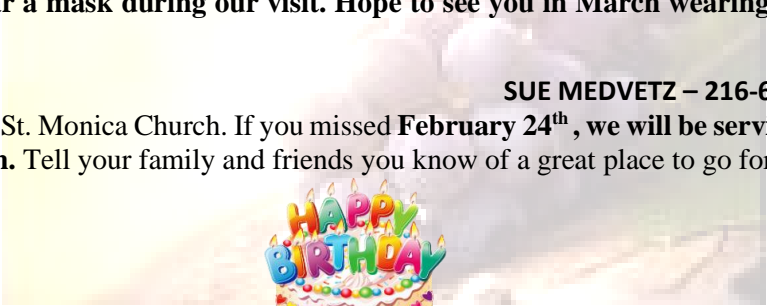 a mask during our visit. Hope to see you in March wearing
SUE MEDVETZ – 216-6
St. Monica Church. If you missed February 24th , we will be servi
Tell your family and friends you know of a great place to go for
HAPPY
BIRTHDAY